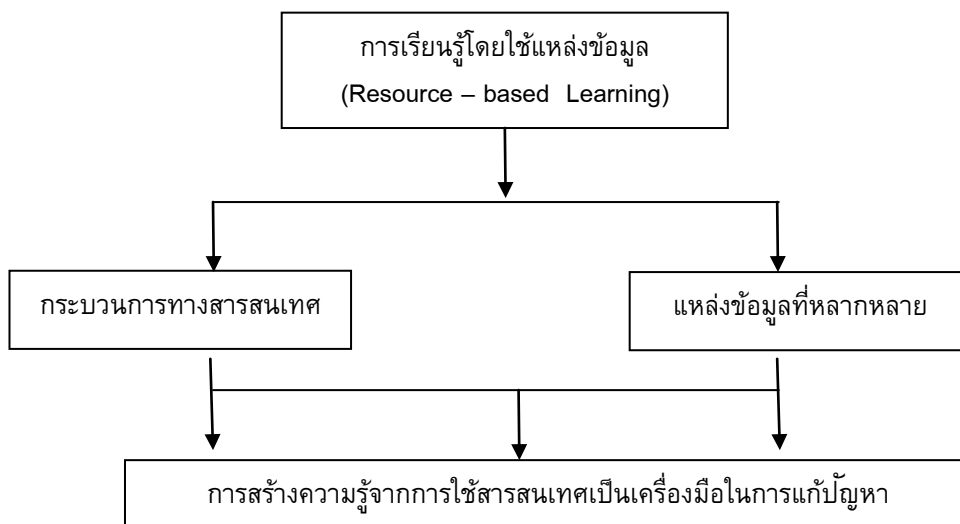 การเรียนรู้โดยใช้แหล่งข้อมูล
(Resource – based Learning)
กระบวนการทางสารสนเทศ
แหล่งข้อมูลที่หลากหลาย
การสร้างความรู้จากการใช้สารสนเทศเป็นเครื่องมือในการแก้ปัญหา